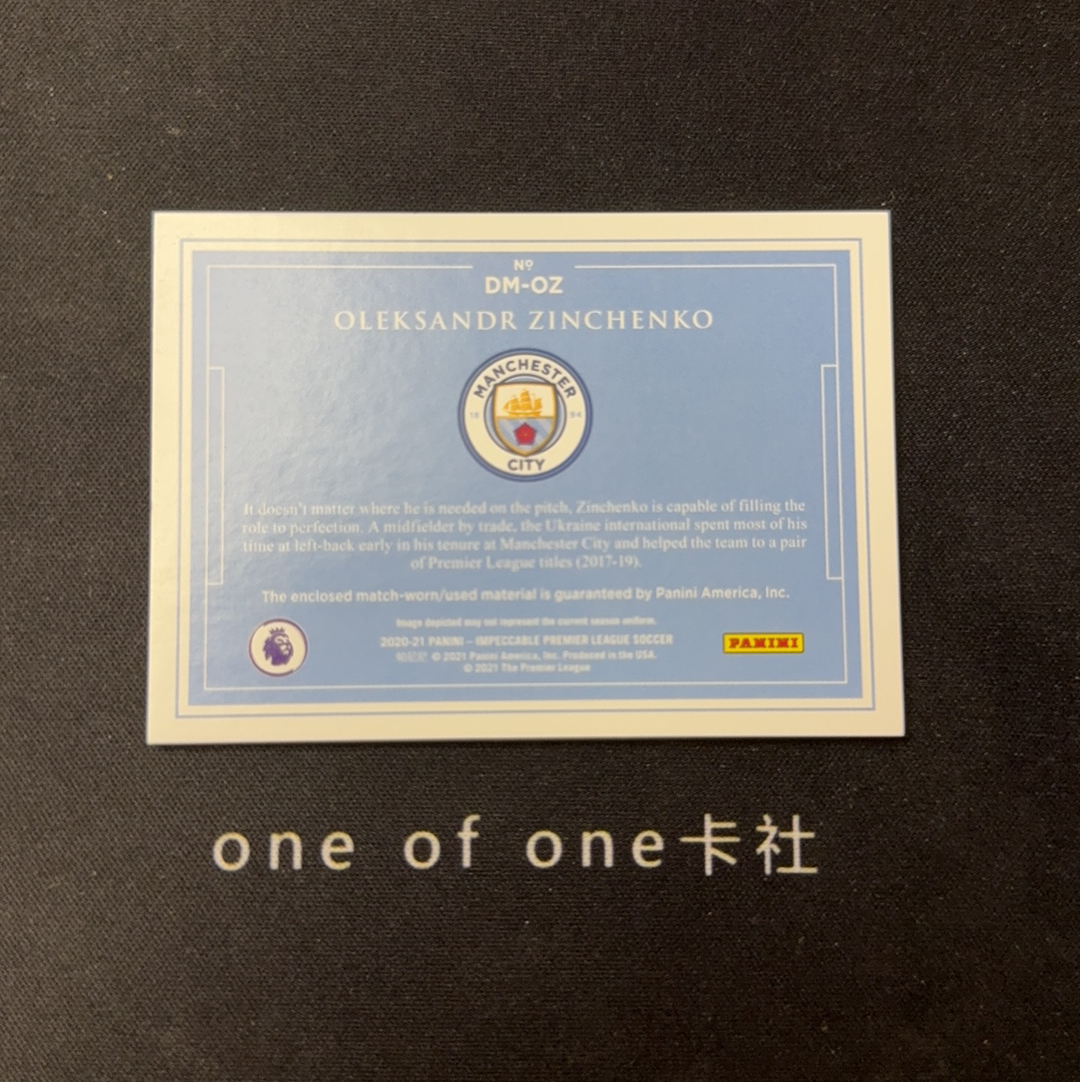 Nº
DM-OZ
OLEKSANDR ZINCHENKO
MANCHESTER
18 94
CITY
It doesn't matter where he is needed on the pitch, Zinchenko is capable of filling the
role to perfection. A midfielder by trade, the Ukraine international spent most of his
time at left-back early in his tenure at Manchester City and helped the team to a pair
of Premier League titles (2017-19).
The enclosed match-worn/used material is guaranteed by Panini America, Inc.
Image depicted may not represent the current season uniform.
2020-21 PANINI – IMPECCABLE PREMIER LEAGUE SOCCER
© 2021 Panini America, Inc. Produced in the USA.
© 2021 The Premier League
PANINI
one of one卡社